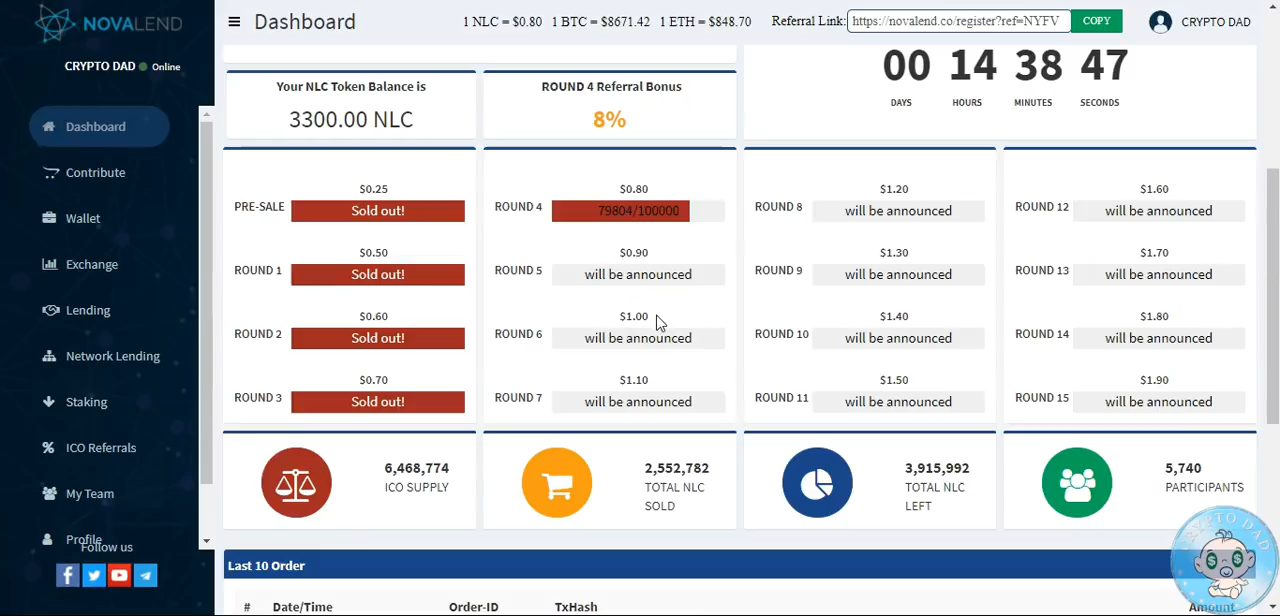 NOVALEND
Dashboard
1 NLC = $0.80 1 BTC = $8671.42 1 ETH = $848.70
Referral Link: https://novalend.co/register?ref=NYFV COPY
CRYPTO DAD
CRYPTO DAD Online
Dashboard
Contribute
Wallet
Exchange
Lending
Network Lending
Staking
ICO Referrals
My Team
Profile
Follow us
Your NLC Token Balance is
3300.00 NLC
ROUND 4 Referral Bonus
8%
00 14 38 47
DAYS HOURS MINUTES SECONDS
$0.25
PRE-SALE Sold out!
$0.50
ROUND 1 Sold out!
$0.60
ROUND 2 Sold out!
$0.70
ROUND 3 Sold out!
$0.80
ROUND 4 79804/100000
$0.90
ROUND 5 will be announced
$1.00
ROUND 6 will be announced
$1.10
ROUND 7 will be announced
$1.20
ROUND 8 will be announced
$1.30
ROUND 9 will be announced
$1.40
ROUND 10 will be announced
$1.50
ROUND 11 will be announced
$1.60
ROUND 12 will be announced
$1.70
ROUND 13 will be announced
$1.80
ROUND 14 will be announced
$1.90
ROUND 15 will be announced
6,468,774
ICO SUPPLY
2,552,782
TOTAL NLC
SOLD
3,915,992
TOTAL NLC
LEFT
5,740
PARTICIPANTS
Last 10 Order
# Date/Time Order-ID TxHash Amount
CRYPTO DAD